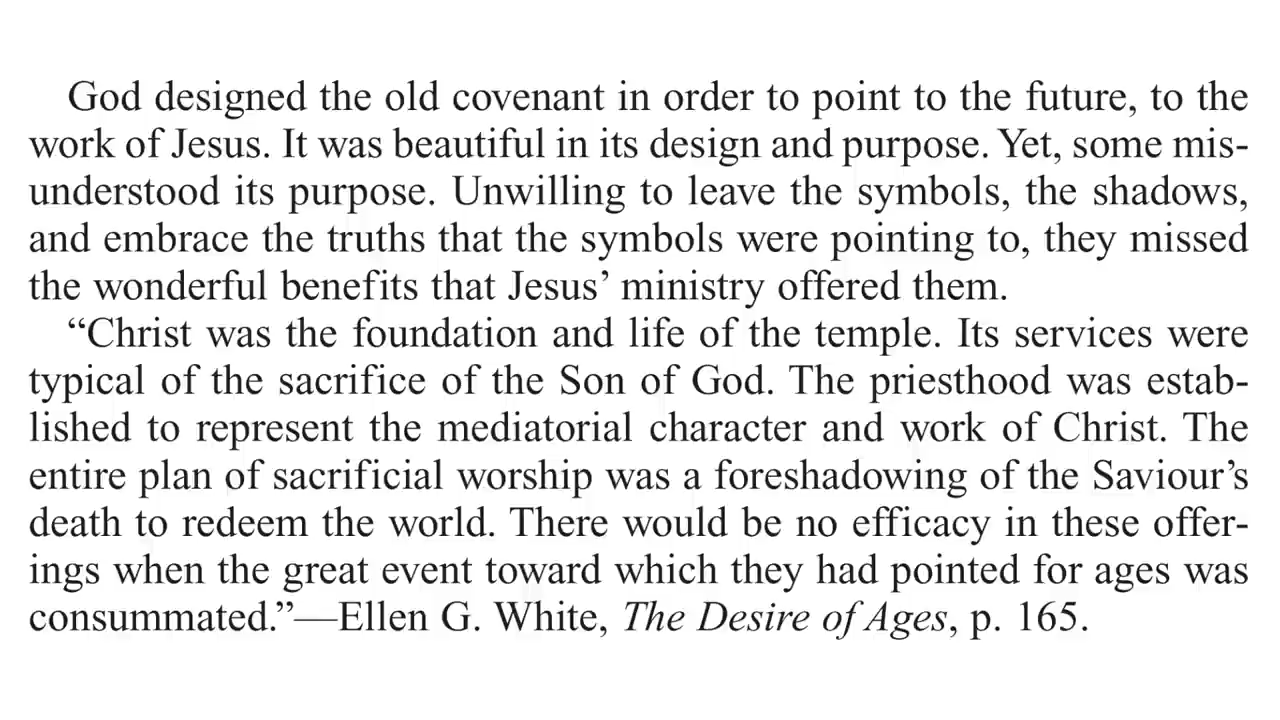 God designed the old covenant in order to point to the future, to the
work of Jesus. It was beautiful in its design and purpose. Yet, some mis-
understood its purpose. Unwilling to leave the symbols, the shadows,
and embrace the truths that the symbols were pointing to, they missed
the wonderful benefits that Jesus’ ministry offered them.
“Christ was the foundation and life of the temple. Its services were
typical of the sacrifice of the Son of God. The priesthood was estab-
lished to represent the mediatorial character and work of Christ. The
entire plan of sacrificial worship was a foreshadowing of the Saviour’s
death to redeem the world. There would be no efficacy in these offer-
ings when the great event toward which they had pointed for ages was
consummated.”—Ellen G. White, The Desire of Ages, p. 165.